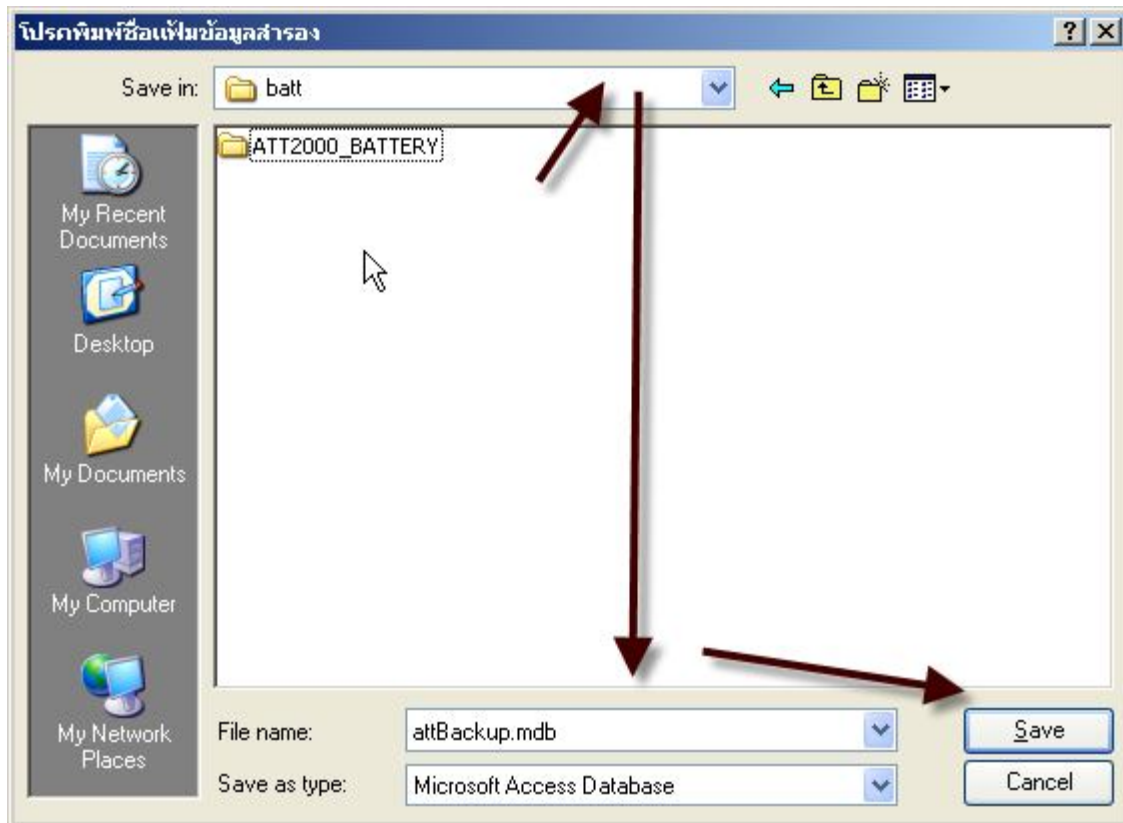 โปรดพิมพ์ชื่อแฟ้มข้อมูลสำรอง
Save in:
batt
ATT2000_BATTERY
My Recent
Documents
Desktop
My Documents
My Computer
My Network
Places
File name:
attBackup.mdb
Save
Save as type:
Microsoft Access Database
Cancel